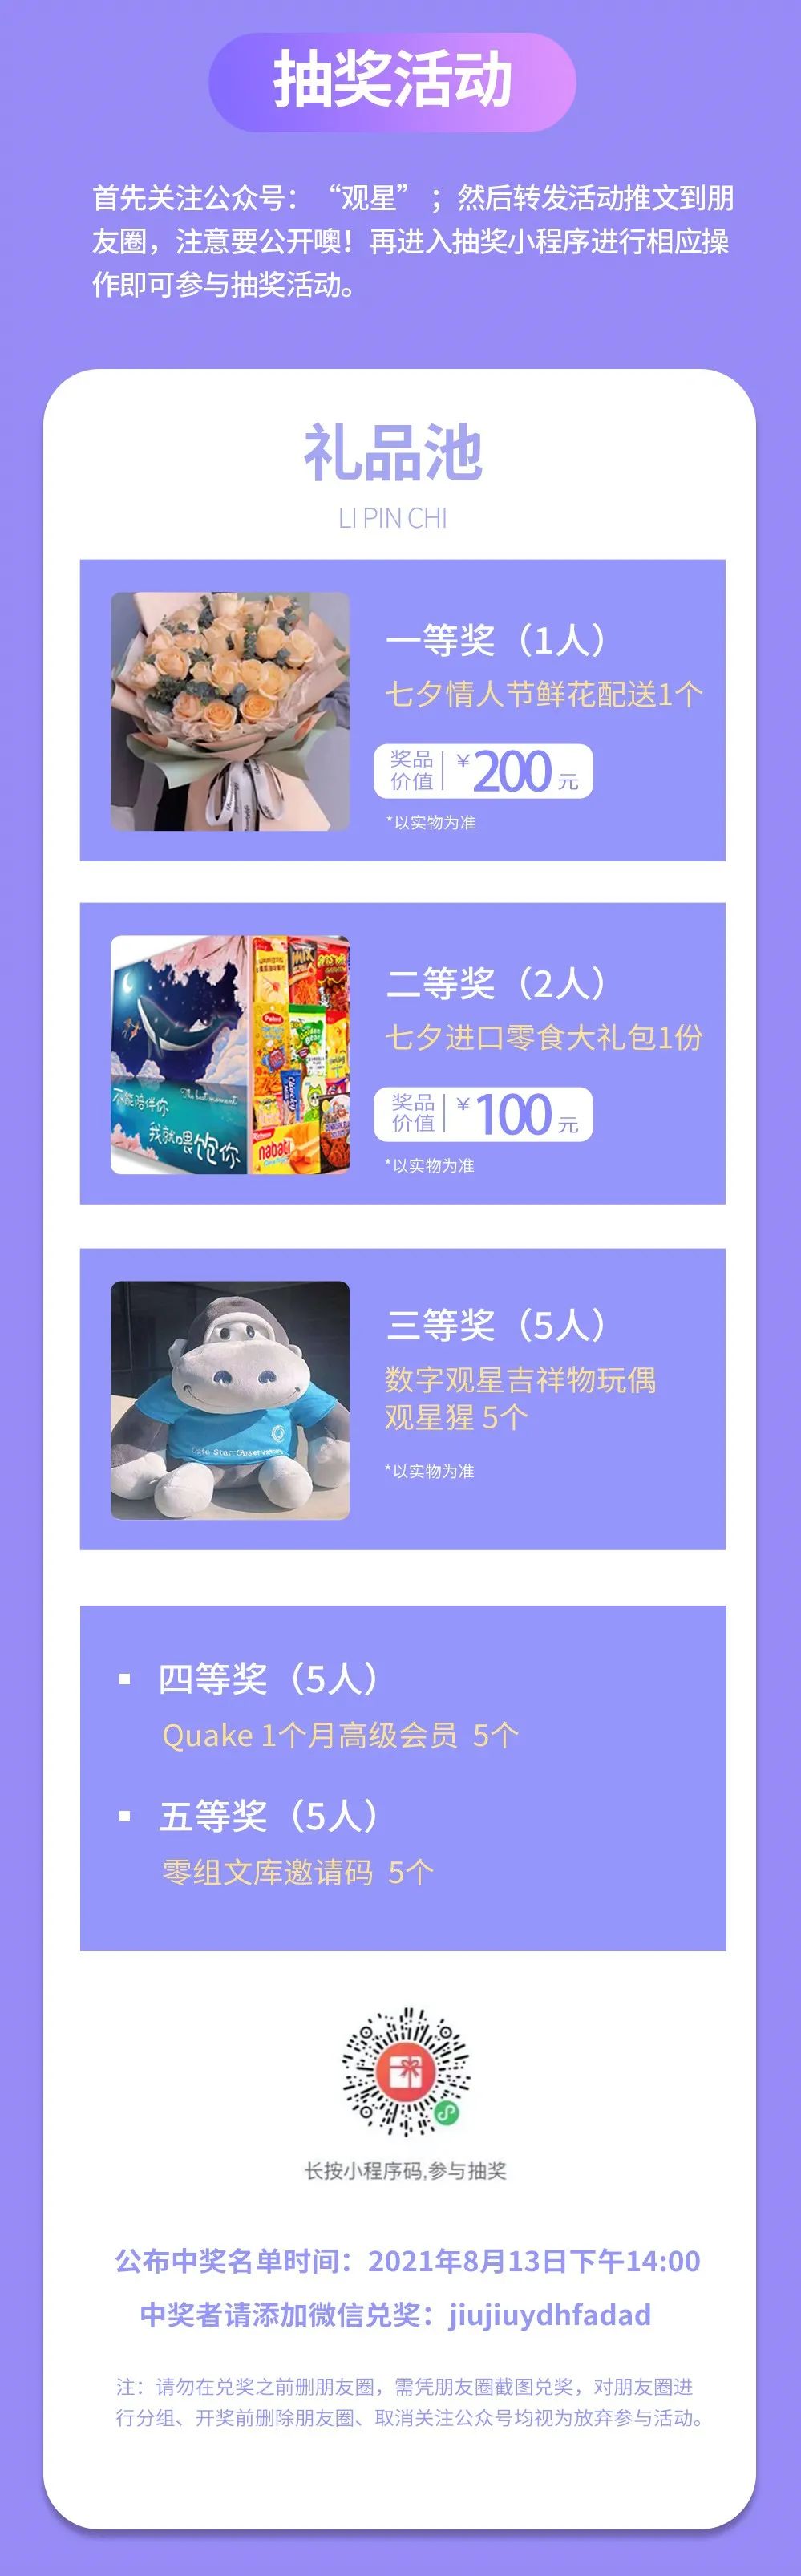 抽奖活动
首先关注公众号：“观星”；然后转发活动推文到朋
友圈，注意要公开噢！再进入抽奖小程序进行相应操
作即可参与抽奖活动。
礼品池
LI PIN CHI
一等奖（1人）
七夕情人节鲜花配送1个
奖品
价值
¥200元
*以实物为准
不能陪伴你
The best moment
我就喂饱你
nabati
二等奖（2人）
七夕进口零食大礼包1份
奖品
价值
¥100元
*以实物为准
三等奖（5人）
数字观星吉祥物玩偶
观星猩 5个
*以实物为准
四等奖（5人）
Quake 1个月高级会员 5个
五等奖（5人）
零组文库邀请码 5个
长按小程序码,参与抽奖
公布中奖名单时间：2021年8月13日下午14:00
中奖者请添加微信兑奖：jiujiuydhfadad
注：请勿在兑奖之前删朋友圈，需凭朋友圈截图兑奖，对朋友圈进
行分组、开奖前删除朋友圈、取消关注公众号均视为放弃参与活动。